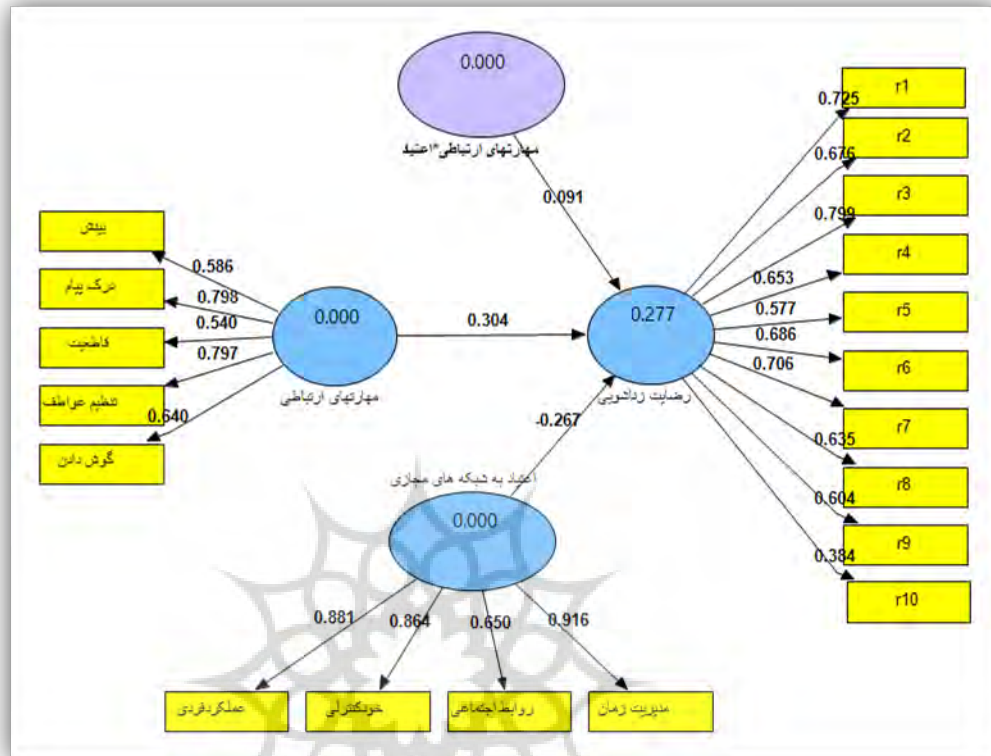 0.000
مهارتهای ارتباطی*اعتیاد
0.091
بینش
درک پیام
قاطعیت
تنظیم عواطف
گوش دادن
0.586
0.798
0.540
0.797
0.640
0.000
مهارتهای ارتباطی
0.304
0.277
رضایت زناشویی
-0.267
اعتیاد به شبکه های مجازی
0.000
0.881
0.864
0.650
0.916
عملکردفردی
خودکنترلی
روابط اجتماعی
مدیریت زمان
0.725
0.676
0.799
0.653
0.577
0.686
0.706
0.635
0.604
0.384
r1
r2
r3
r4
r5
r6
r7
r8
r9
r10